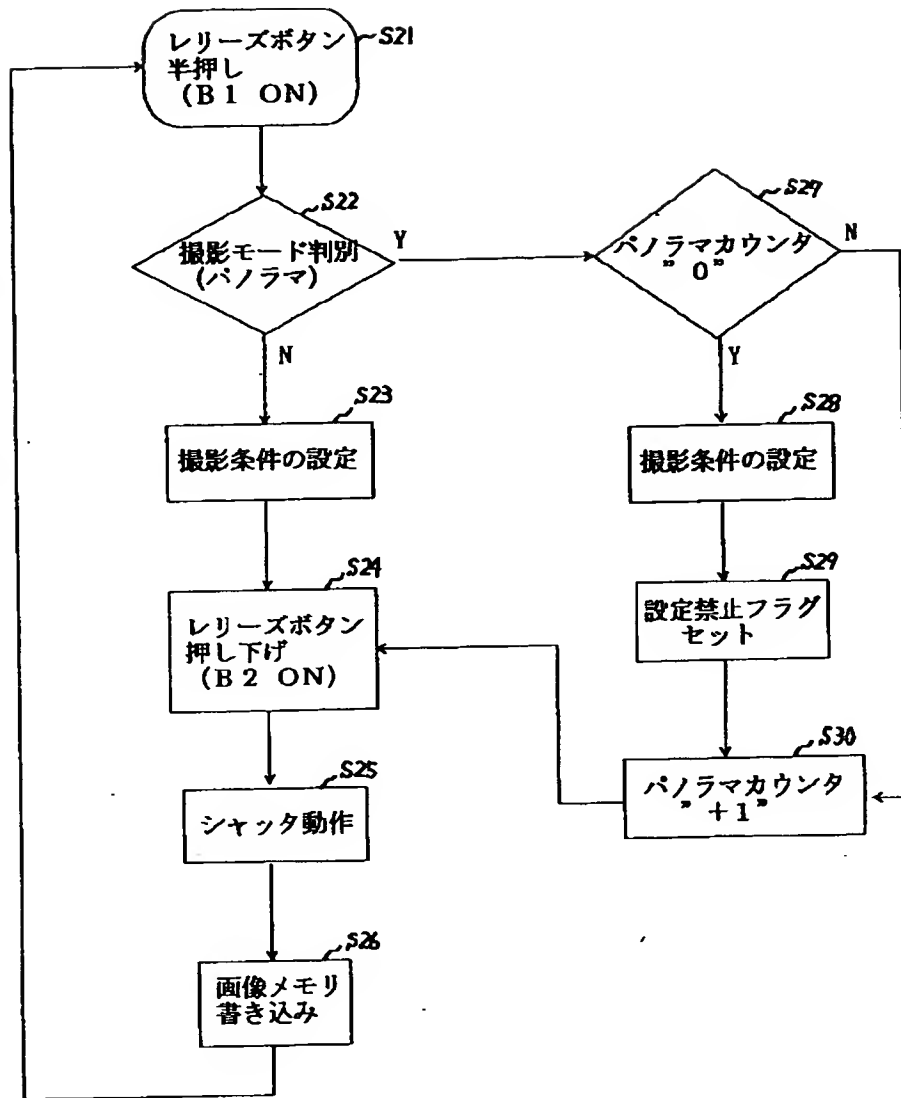 レリーズボタン
半押し
(B1 ON)
S21
撮影モード判別
(パノラマ)
S22
Y
N
パノラマカウンタ
"0"
S27
N
Y
撮影条件の設定
S23
撮影条件の設定
S28
レリーズボタン
押し下げ
(B2 ON)
S24
設定禁止フラグ
セット
S29
シャッタ動作
S25
パノラマカウンタ
"+1"
S30
画像メモリ
書き込み
S26